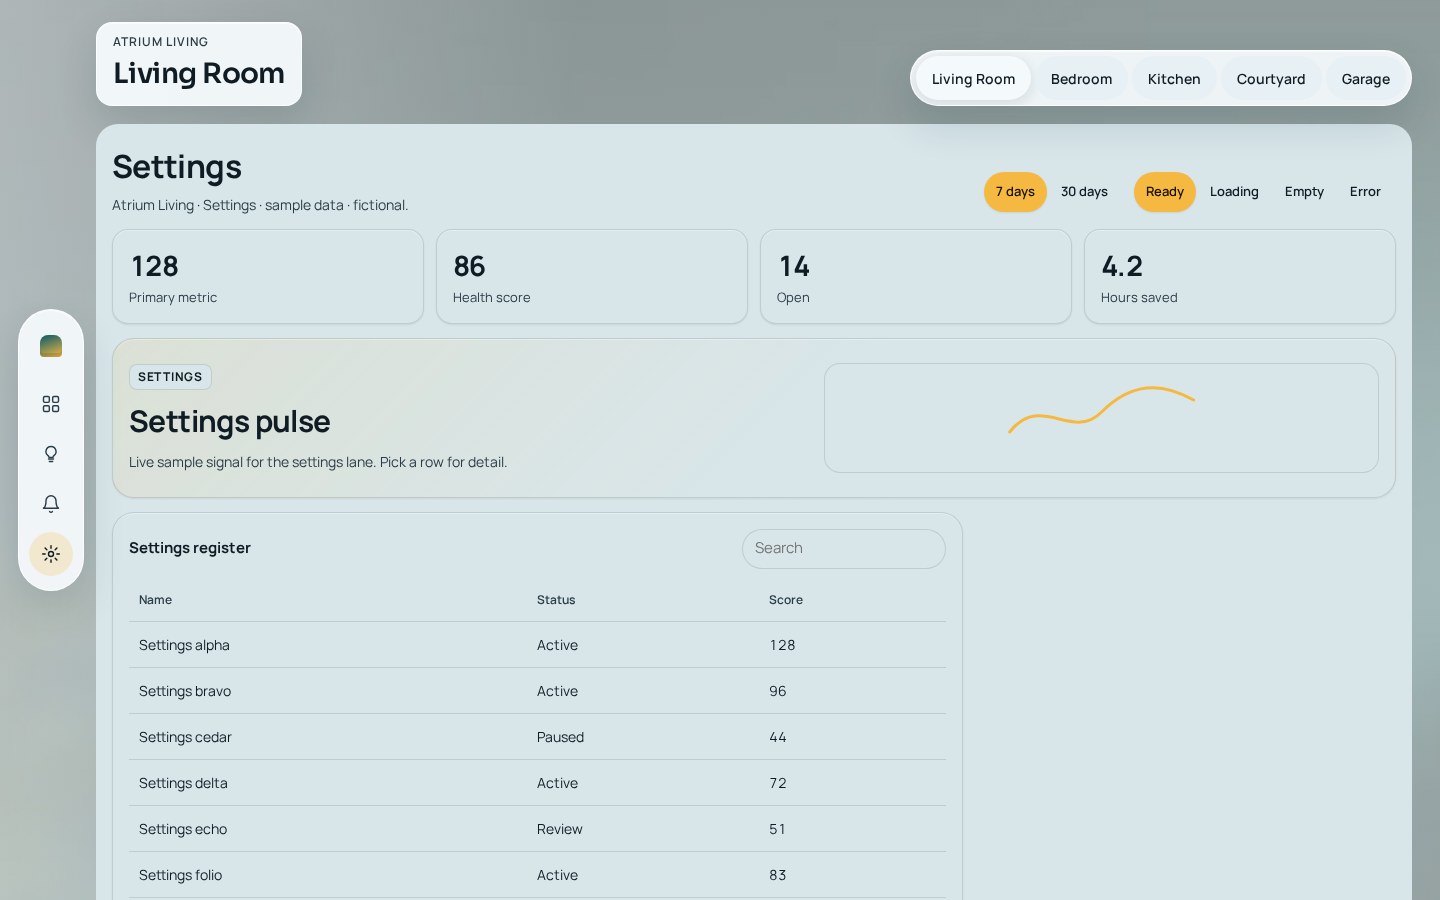 ATRIUM LIVING
Living Room
Living Room Bedroom Kitchen Courtyard Garage
Settings
Atrium Living · Settings · sample data · fictional.
7 days 30 days Ready Loading Empty Error
128 86 14 4.2
Primary metric Health score Open Hours saved
SETTINGS
Settings pulse
Live sample signal for the settings lane. Pick a row for detail.
Settings register Search
Name Status Score
Settings alpha Active 128
Settings bravo Active 96
Settings cedar Paused 44
Settings delta Active 72
Settings echo Review 51
Settings folio Active 83